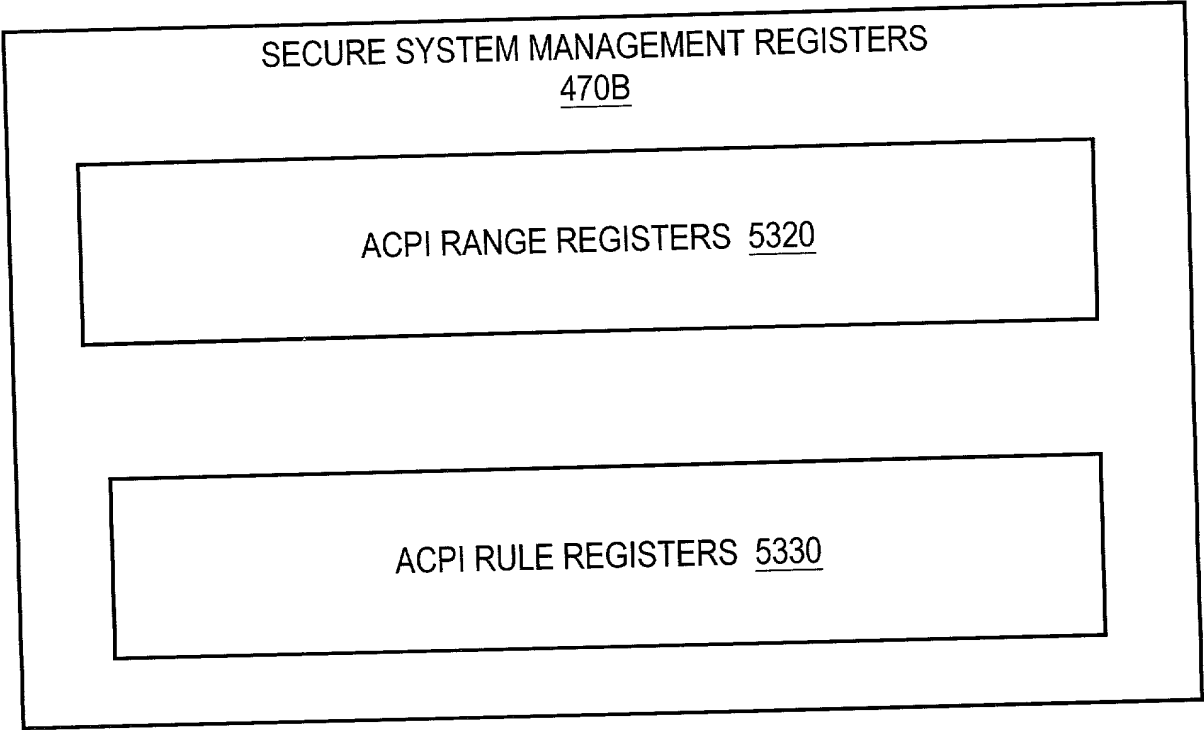 SECURE SYSTEM MANAGEMENT REGISTERS
470B
ACPI RANGE REGISTERS 5320
ACPI RULE REGISTERS 5330